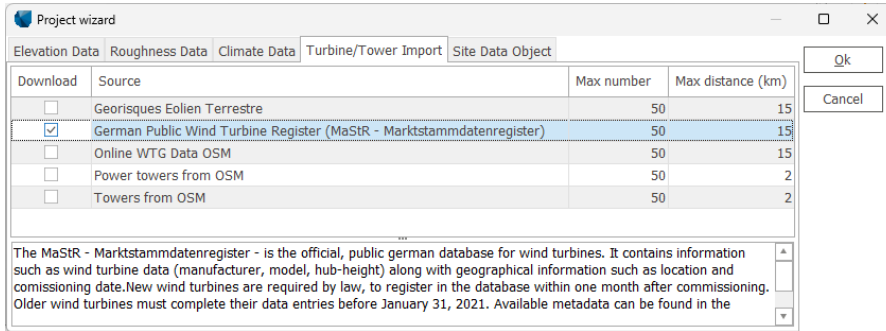 Project wizard
Elevation Data Roughness Data Climate Data Turbine/Tower Import Site Data Object
Ok
Download Source Max number Max distance (km)
Cancel
Georisques Eolien Terrestre 50 15
German Public Wind Turbine Register (MaStR - Marktstammdatenregister) 50 15
Online WTG Data OSM 50 15
Power towers from OSM 50 2
Towers from OSM 50 2
The MaStR - Marktstammdatenregister - is the official, public german database for wind turbines. It contains information
such as wind turbine data (manufacturer, model, hub-height) along with geographical information such as location and
comissioning date.New wind turbines are required by law, to register in the database within one month after commissioning.
Older wind turbines must complete their data entries before January 31, 2021. Available metadata can be found in the